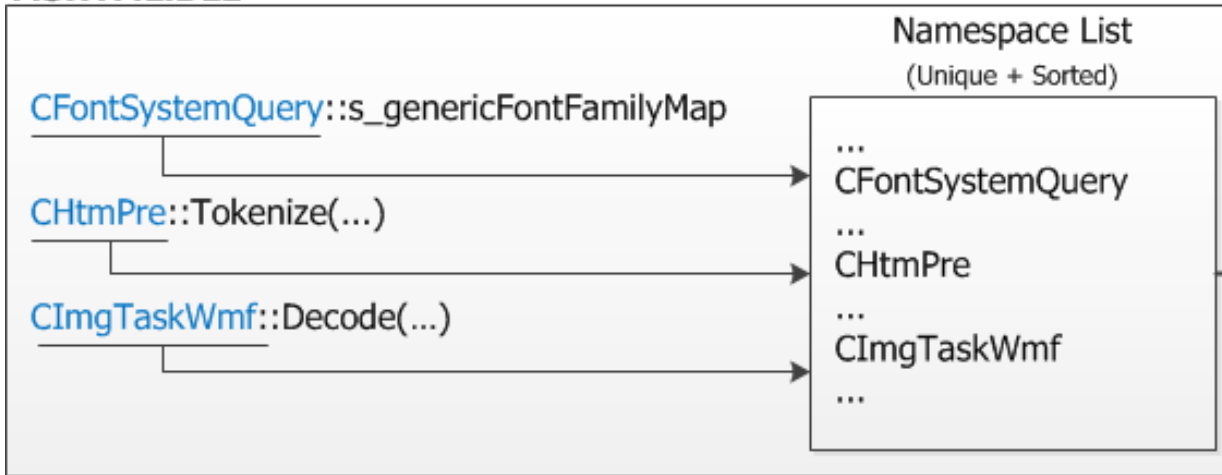 Namespace List
(Unique + Sorted)
CFontSystemQuery::s_genericFontFamilyMap
CHtmPre::Tokenize(...)
CImgTaskWmf::Decode(...)
...
CFontSystemQuery
...
CHtmPre
...
CImgTaskWmf
...